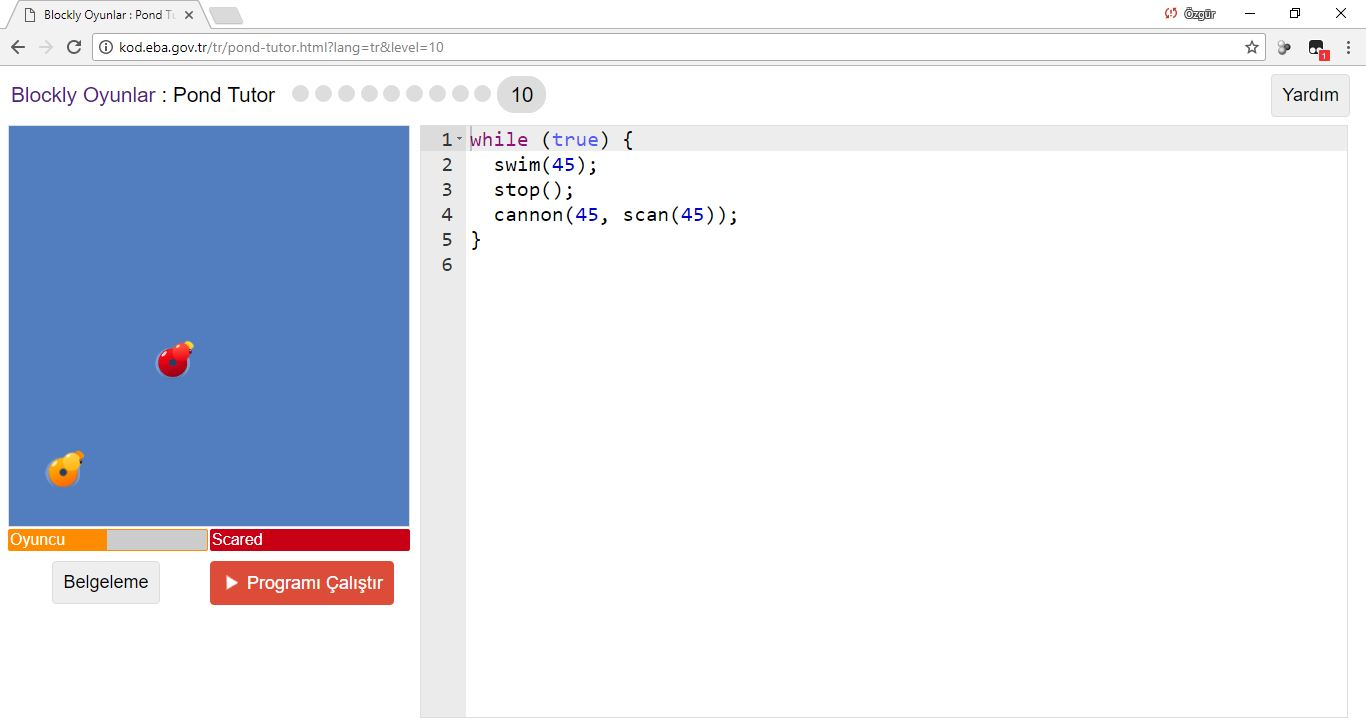 Blockly Oyunlar : Pond Tu
Özgür
kod.eba.gov.tr/tr/pond-tutor.html?lang=tr&level=10
1
Blockly Oyunlar : Pond Tutor
10
Yardım
1 while (true) {
2 swim(45);
3 stop();
4 cannon(45, scan(45));
5 }
6
Oyuncu
Scared
Belgeleme
Programı Çalıştır